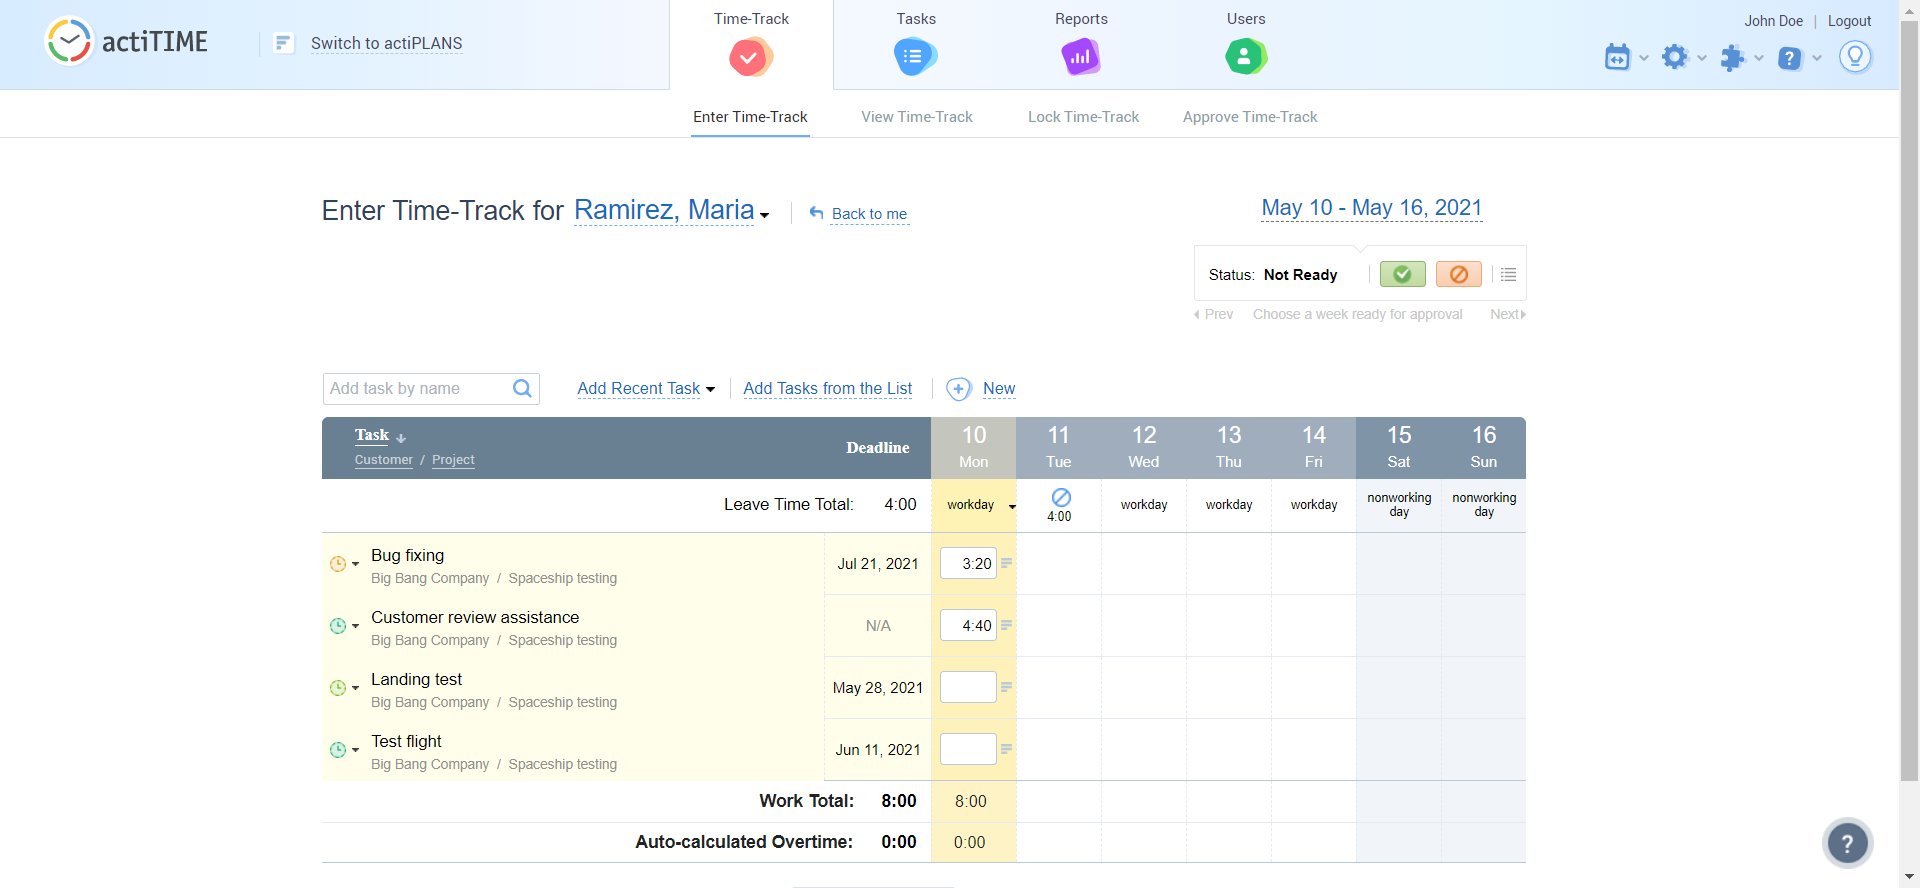 actiTIME
Switch to actiPLANS
Time-Track
Tasks
Reports
Users
John Doe | Logout
Enter Time-Track
View Time-Track
Lock Time-Track
Approve Time-Track
Enter Time-Track for Ramirez, Maria
Back to me
May 10 - May 16, 2021
Status: Not Ready
Prev Choose a week ready for approval Next
Add task by name
Add Recent Task
Add Tasks from the List
New
Task
Customer / Project
Deadline
10 11 12 13 14 15 16
Mon Tue Wed Thu Fri Sat Sun
Leave Time Total: 4:00 workday 4:00 workday workday workday nonworking day nonworking day
Bug fixing
Big Bang Company / Spaceship testing
Jul 21, 2021 3:20
Customer review assistance
Big Bang Company / Spaceship testing
N/A 4:40
Landing test
Big Bang Company / Spaceship testing
May 28, 2021
Test flight
Big Bang Company / Spaceship testing
Jun 11, 2021
Work Total: 8:00 8:00
Auto-calculated Overtime: 0:00 0:00
?